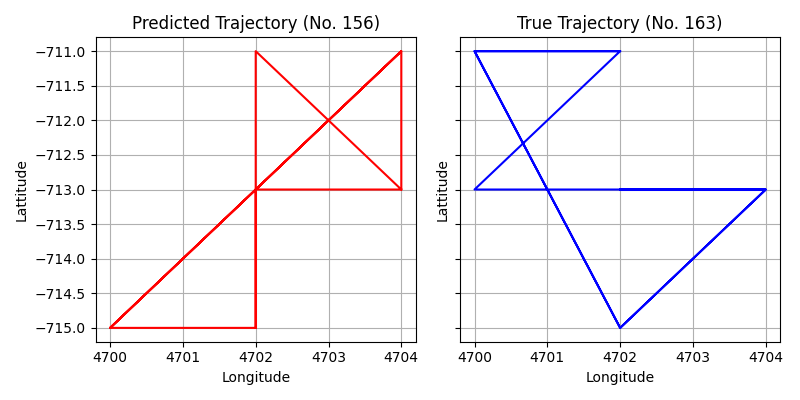 Predicted Trajectory (No. 156)
True Trajectory (No. 163)
Lattitude
−711.0
−711.5
−712.0
−712.5
−713.0
−713.5
−714.0
−714.5
−715.0
4700 4701 4702 4703 4704
Longitude
Lattitude
4700 4701 4702 4703 4704
Longitude